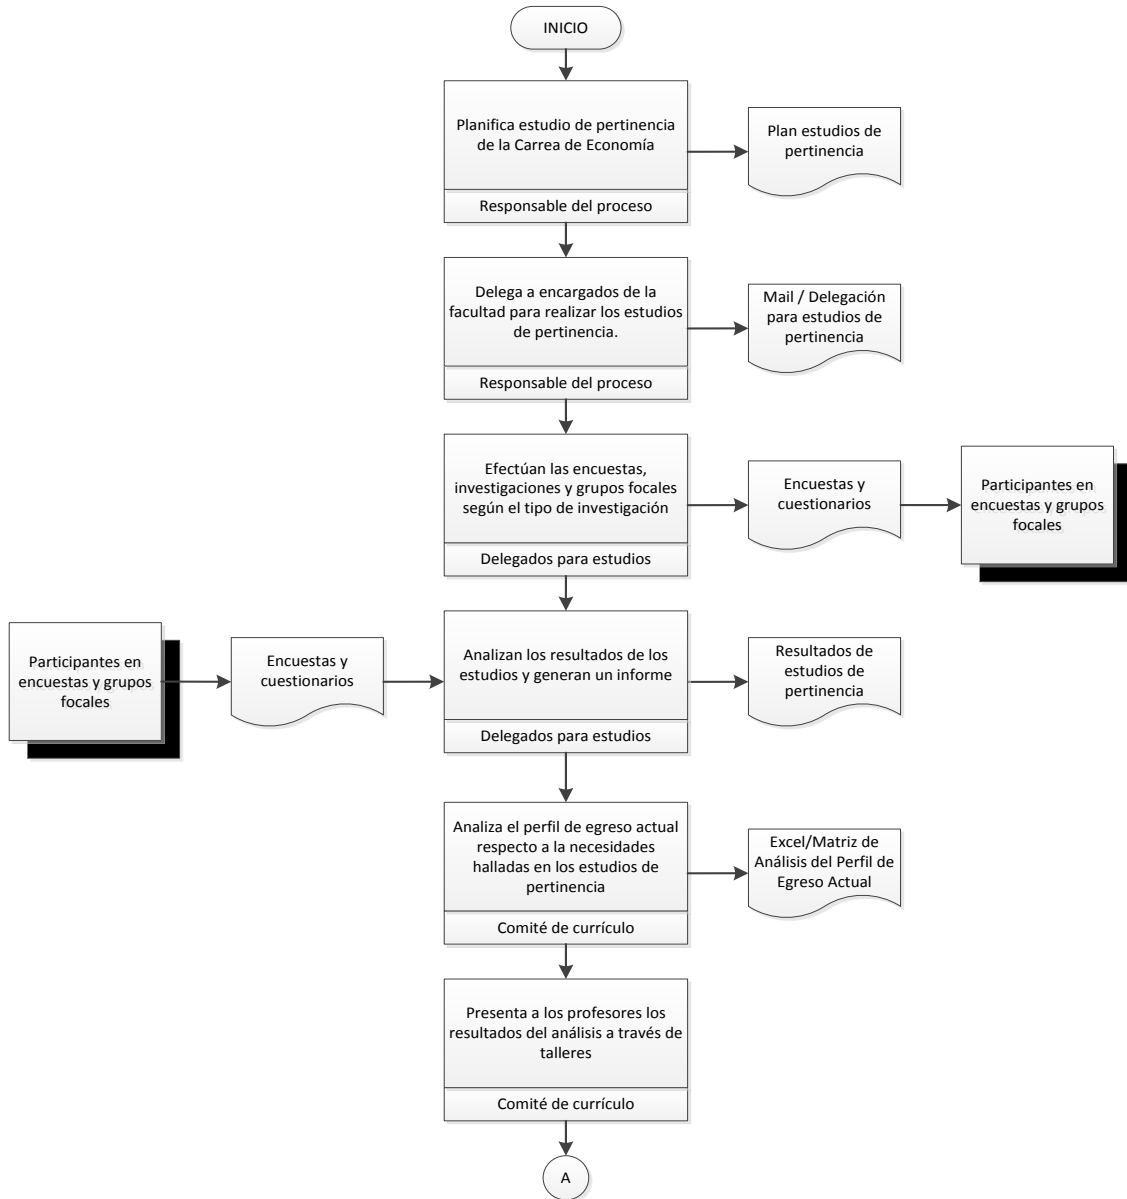 INICIO
Planifica estudio de pertinencia
de la Carrea de Economía
Responsable del proceso
Plan estudios de
pertinencia
Delega a encargados de la
facultad para realizar los estudios
de pertinencia.
Responsable del proceso
Mail / Delegación
para estudios de
pertinencia
Efectúan las encuestas,
investigaciones y grupos focales
según el tipo de investigación
Delegados para estudios
Encuestas y
cuestionarios
Participantes en
encuestas y grupos
focales
Participantes en
encuestas y grupos
focales
Encuestas y
cuestionarios
Analizan los resultados de los
estudios y generan un informe
Delegados para estudios
Resultados de
estudios de
pertinencia
Analiza el perfil de egreso actual
respecto a la necesidades
halladas en los estudios de
pertinencia
Comité de currículo
Excel/Matriz de
Análisis del Perfil de
Egreso Actual
Presenta a los profesores los
resultados del análisis a través de
talleres
Comité de currículo
A